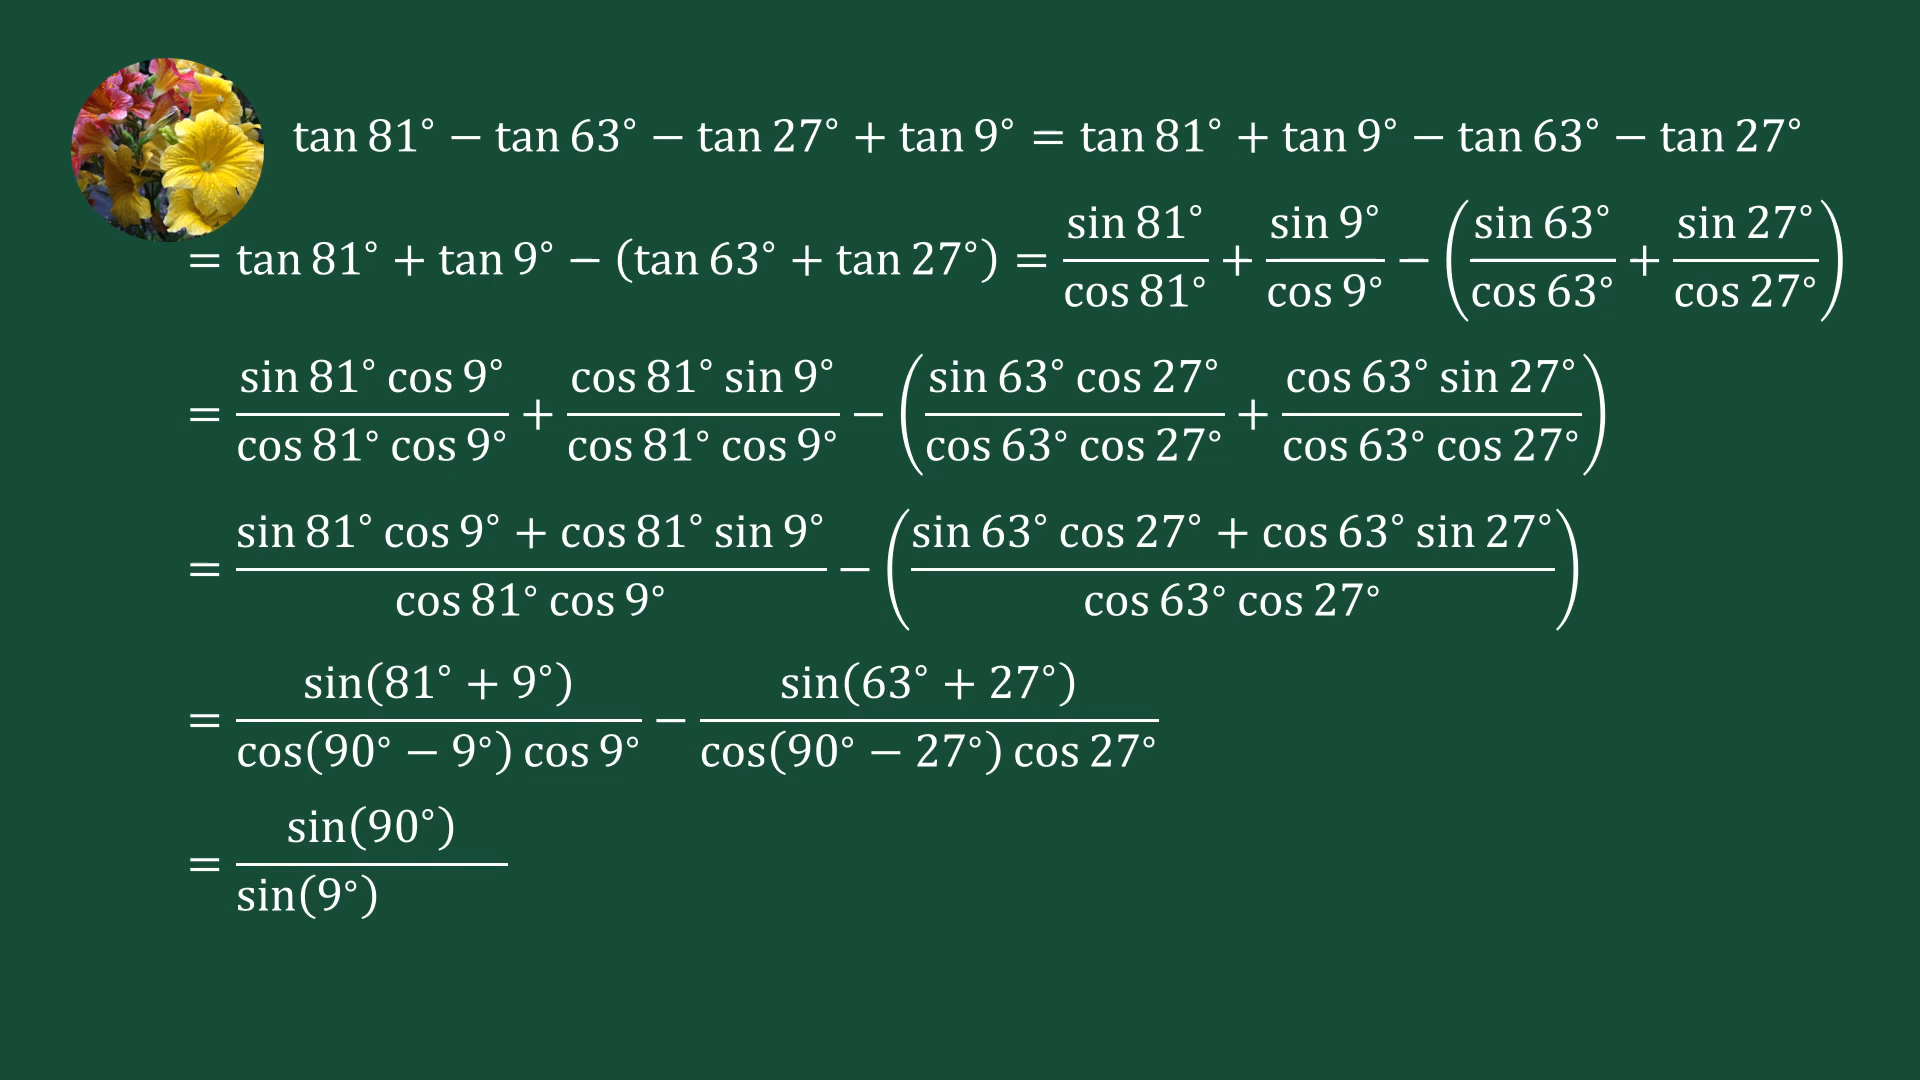 tan 81° − tan 63° − tan 27° + tan 9° = tan 81° + tan 9° − tan 63° − tan 27°
= tan 81° + tan 9° − (tan 63° + tan 27°) = sin 81°/cos 81° + sin 9°/cos 9° − (sin 63°/cos 63° + sin 27°/cos 27°)
= sin 81° cos 9°/cos 81° cos 9° + cos 81° sin 9°/cos 81° cos 9° − (sin 63° cos 27°/cos 63° cos 27° + cos 63° sin 27°/cos 63° cos 27°)
= sin 81° cos 9° + cos 81° sin 9°/cos 81° cos 9° − (sin 63° cos 27° + cos 63° sin 27°/cos 63° cos 27°)
= sin(81° + 9°)/cos(90° − 9°) cos 9° − sin(63° + 27°)/cos(90° − 27°) cos 27°
= sin(90°)/sin(9°)